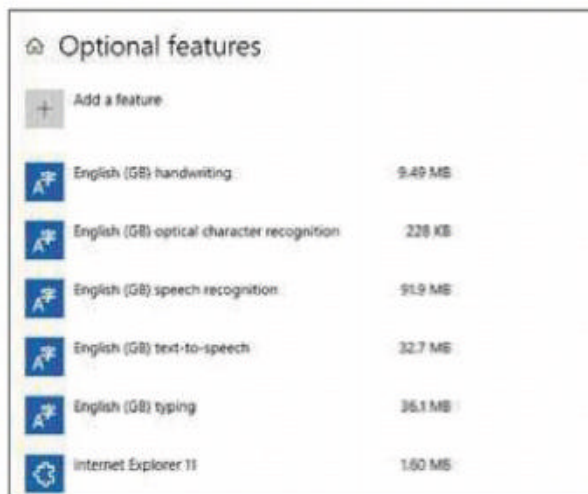 Optional features
Add a feature
English (GB) handwriting 9.49 MB
English (GB) optical character recognition 228 KB
English (GB) speech recognition 91.9 MB
English (GB) text-to-speech 32.7 MB
English (GB) typing 36.1 MB
Internet Explorer 11 1.60 MB